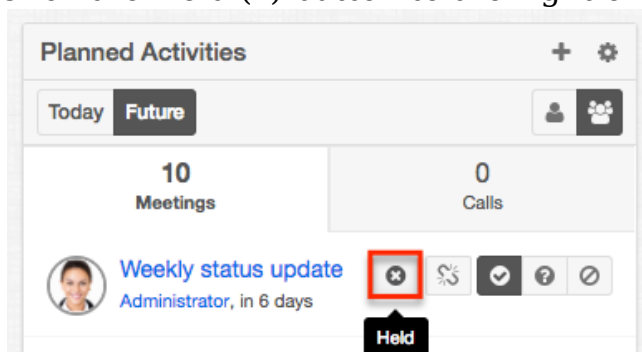 Planned Activities
Today Future
10 0
Meetings Calls
Weekly status update
Administrator, in 6 days
Held